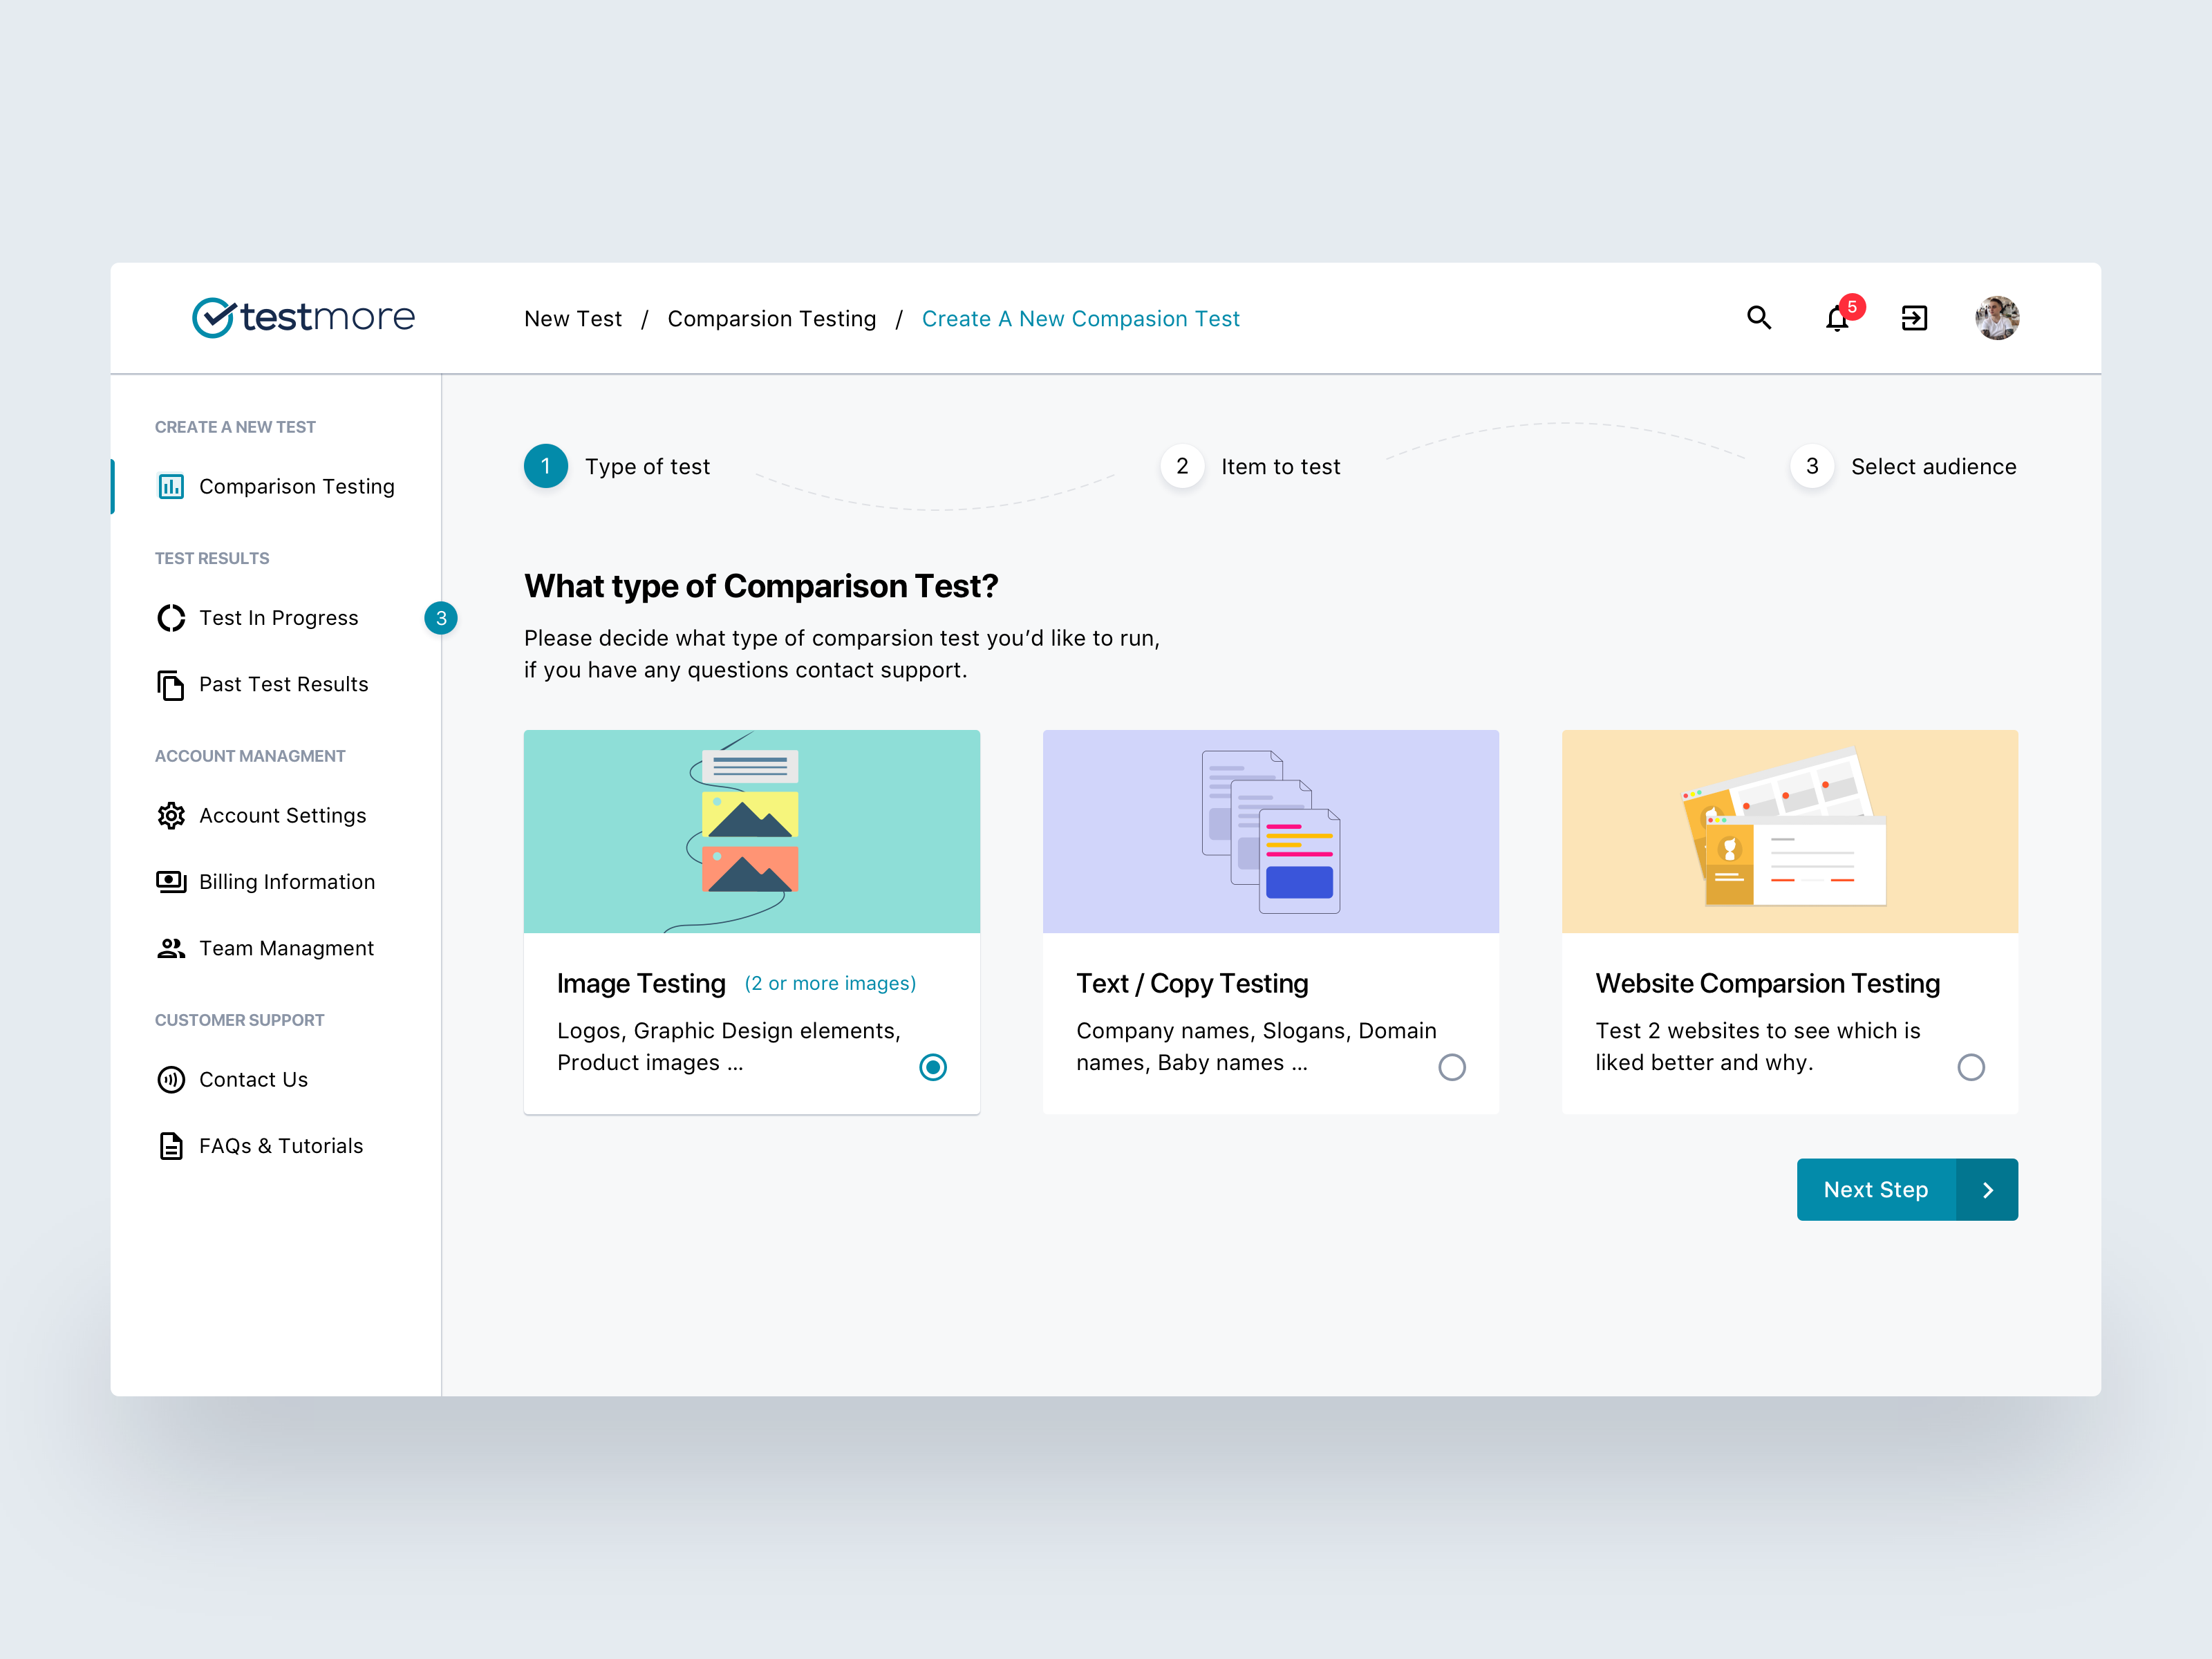 testmore
New Test / Comparsion Testing / Create A New Compasion Test
5
CREATE A NEW TEST
Comparison Testing
TEST RESULTS
Test In Progress
3
Past Test Results
ACCOUNT MANAGMENT
Account Settings
Billing Information
Team Managment
CUSTOMER SUPPORT
Contact Us
FAQs & Tutorials
1 Type of test
2 Item to test
3 Select audience
What type of Comparison Test?
Please decide what type of comparsion test you’d like to run,
if you have any questions contact support.
Image Testing (2 or more images)
Logos, Graphic Design elements,
Product images ...
Text / Copy Testing
Company names, Slogans, Domain
names, Baby names ...
Website Comparsion Testing
Test 2 websites to see which is
liked better and why.
Next Step